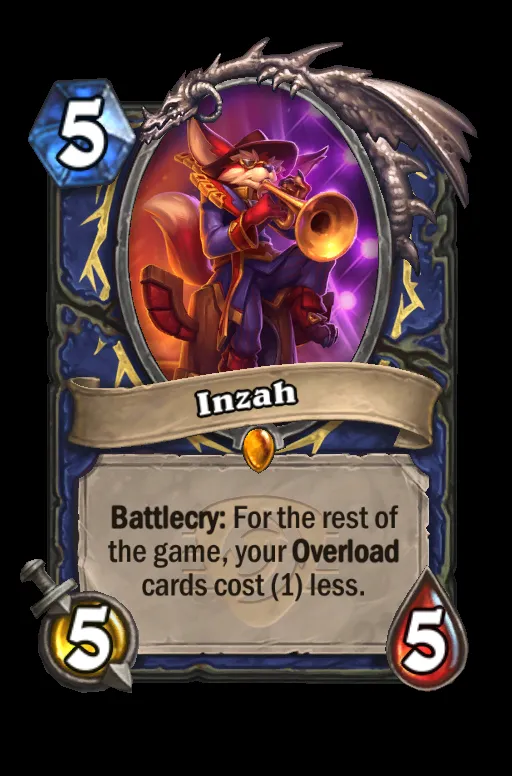 5
Inzah
Battlecry: For the rest of
the game, your Overload
cards cost (1) less.
5
5